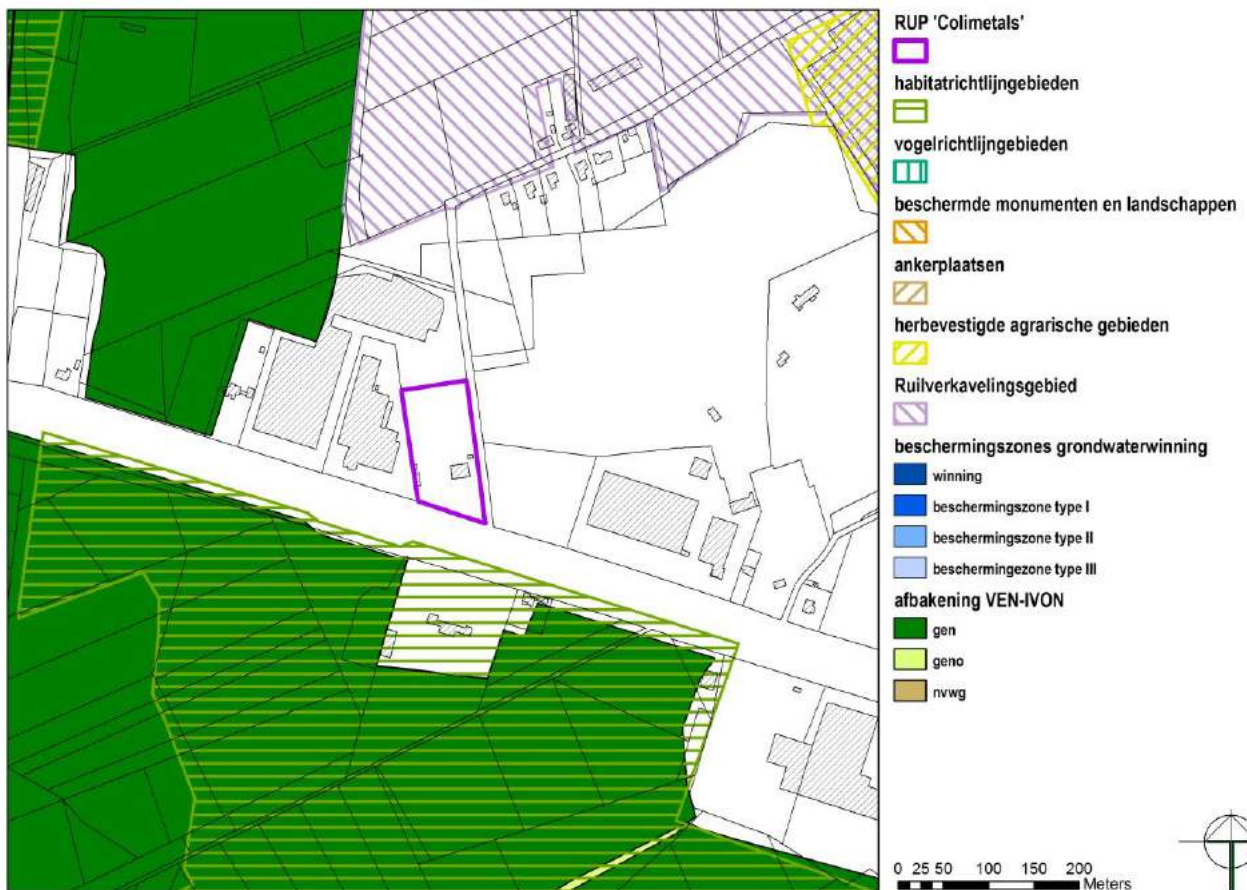 RUP 'Colimetals'
habitatrichtlijngebieden
vogelrichtlijngebieden
beschermde monumenten en landschappen
ankerplaatsen
herbevestigde agrarische gebieden
Ruilverkavelingsgebied
beschermingszones grondwaterwinning
winning
beschermingszone type I
beschermingszone type II
beschermingezone type III
afbakening VEN-IVON
gen
geno
nvwg
0 25 50 100 150 200
Meters